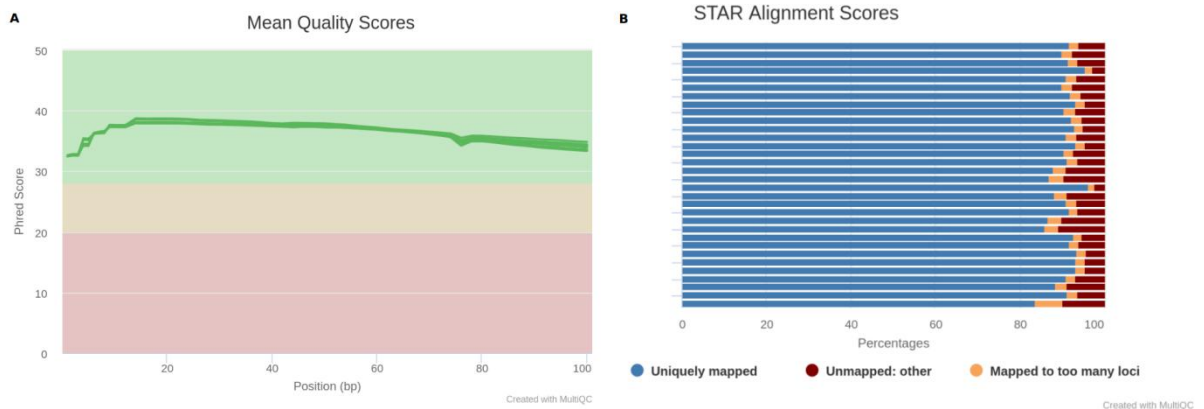 A
Mean Quality Scores
50
40
30
20
10
0
Phred Score
20
40
60
80
100
Position (bp)
Created with MultiQC
B
STAR Alignment Scores
0
20
40
60
80
100
Percentages
Uniquely mapped
Unmapped: other
Mapped to too many loci
Created with MultiQC